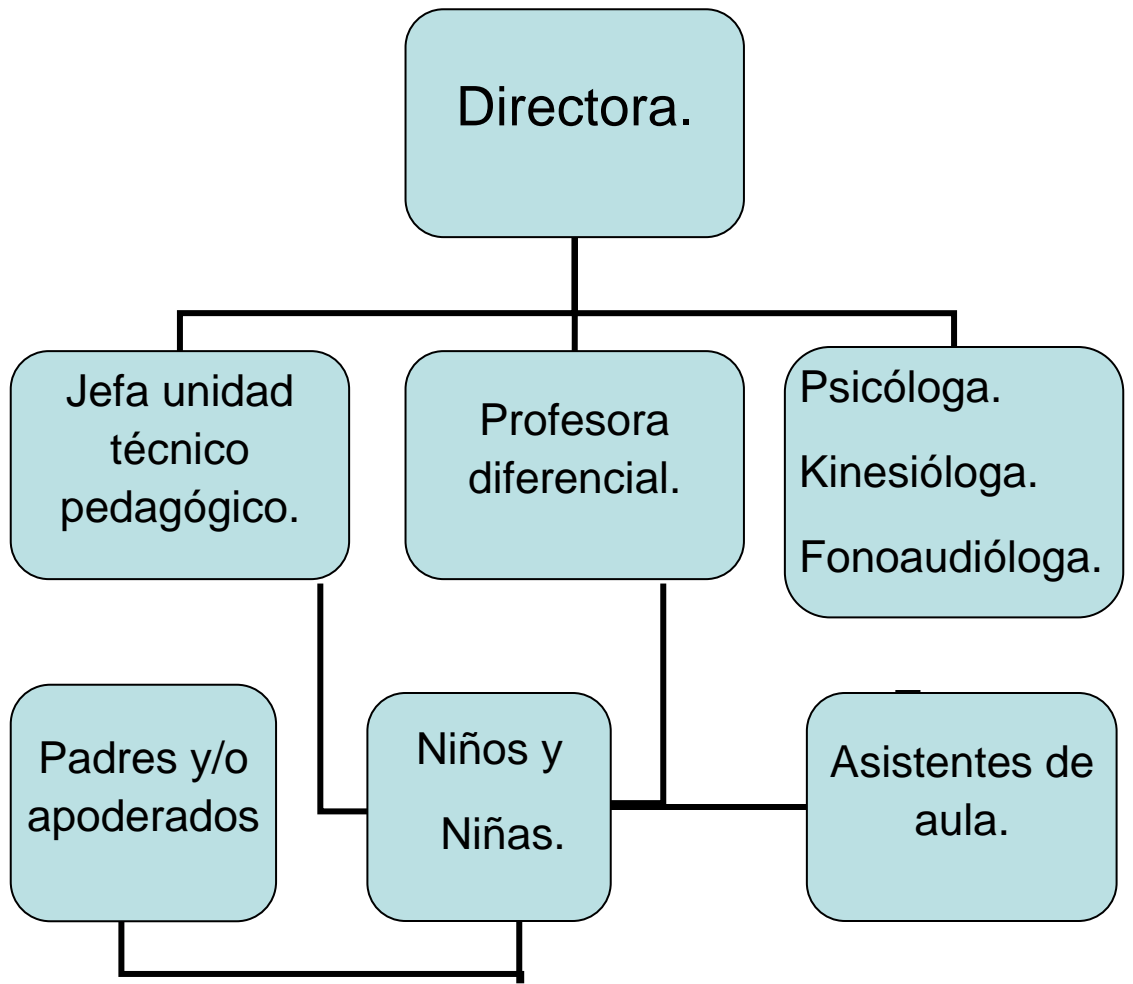 Directora.
Jefa unidad
técnico
pedagógico.
Profesora
diferencial.
Psicóloga.
Kinesióloga.
Fonoaudióloga.
Padres y/o
apoderados
Niños y
Niñas.
Asistentes de
aula.